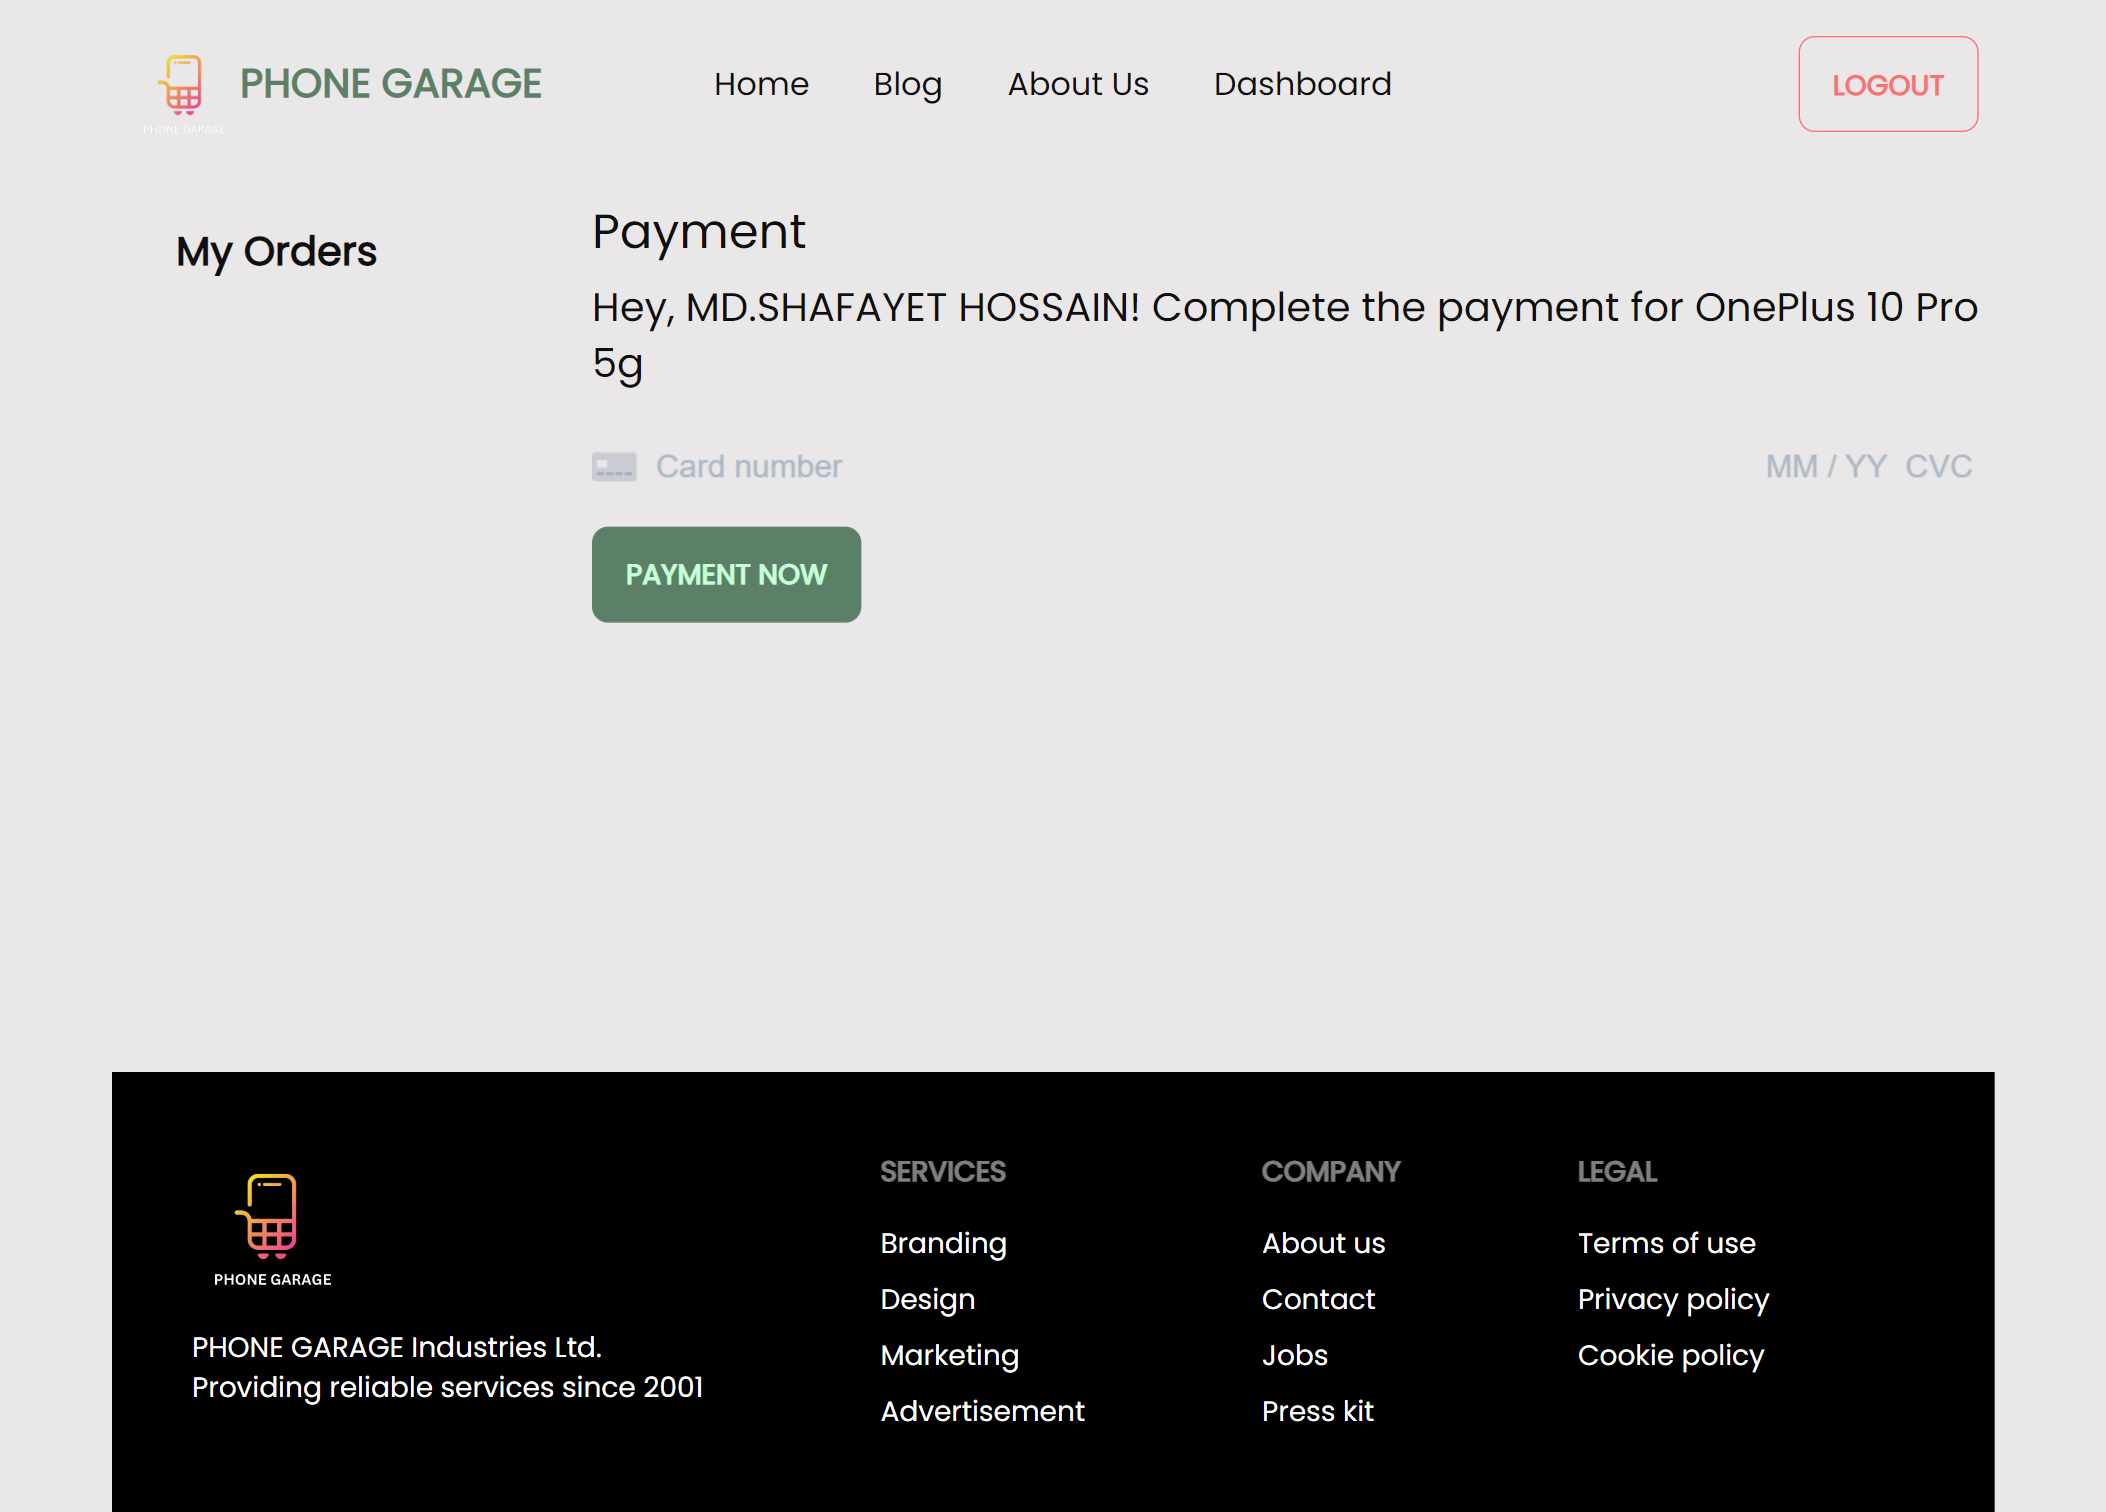 PHONE GARAGE
PHONE GARAGE
Home
Blog
About Us
Dashboard
LOGOUT
My Orders
Payment
Hey, MD.SHAFAYET HOSSAIN! Complete the payment for OnePlus 10 Pro
5g
Card number
MM / YY CVC
PAYMENT NOW
PHONE GARAGE
PHONE GARAGE Industries Ltd.
Providing reliable services since 2001
SERVICES
Branding
Design
Marketing
Advertisement
COMPANY
About us
Contact
Jobs
Press kit
LEGAL
Terms of use
Privacy policy
Cookie policy